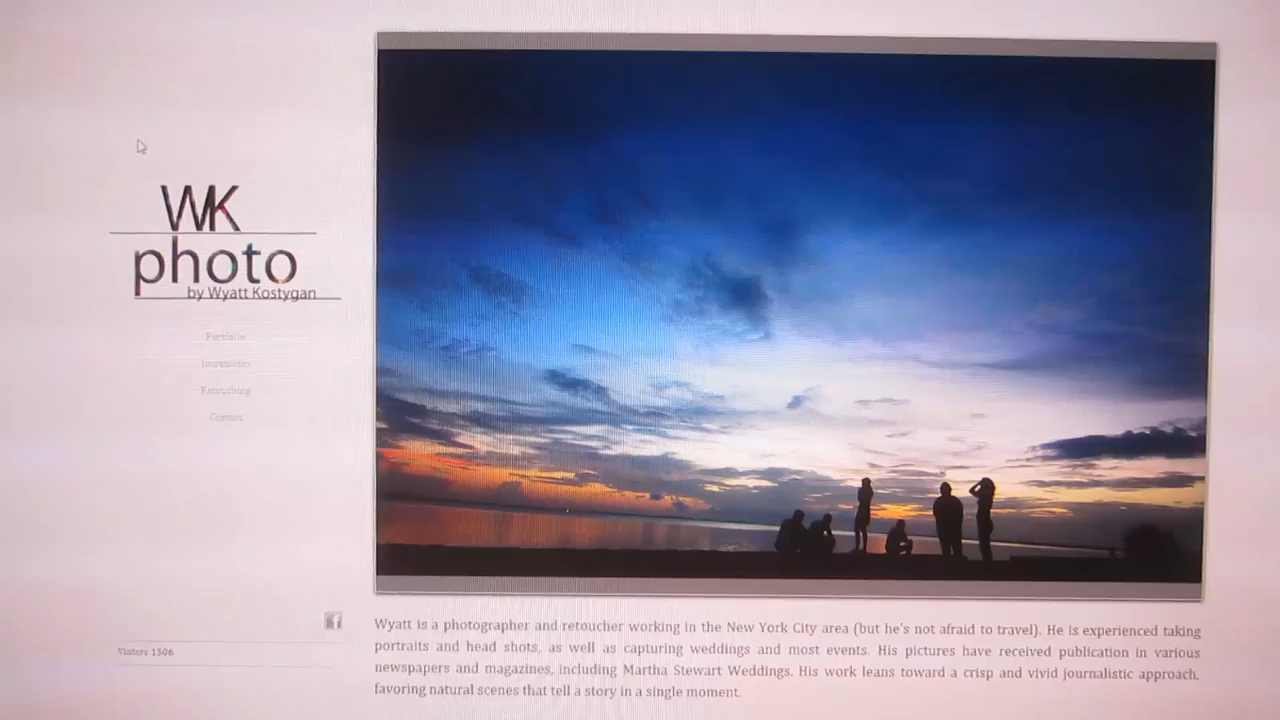 WK
photo
by Wyatt Kostygan
Portfolio
Journalism
Retouching
Contact
Visitors 1506
f
Wyatt is a photographer and retoucher working in the New York City area (but he's not afraid to travel). He is experienced taking
portraits and head shots, as well as capturing weddings and most events. His pictures have received publication in various
newspapers and magazines, including Martha Stewart Weddings. His work leans toward a crisp and vivid journalistic approach,
favoring natural scenes that tell a story in a single moment.